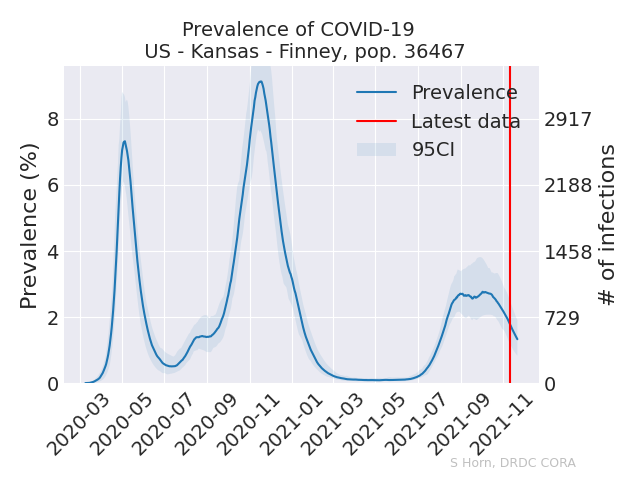 Prevalence of COVID-19
US - Kansas - Finney, pop. 36467
Prevalence
Latest data
95CI
Prevalence (%)
8
6
4
2
0
# of infections
2917
2188
1458
729
0
2020-03
2020-05
2020-07
2020-09
2020-11
2021-01
2021-03
2021-05
2021-07
2021-09
2021-11
S Horn, DRDC CORA